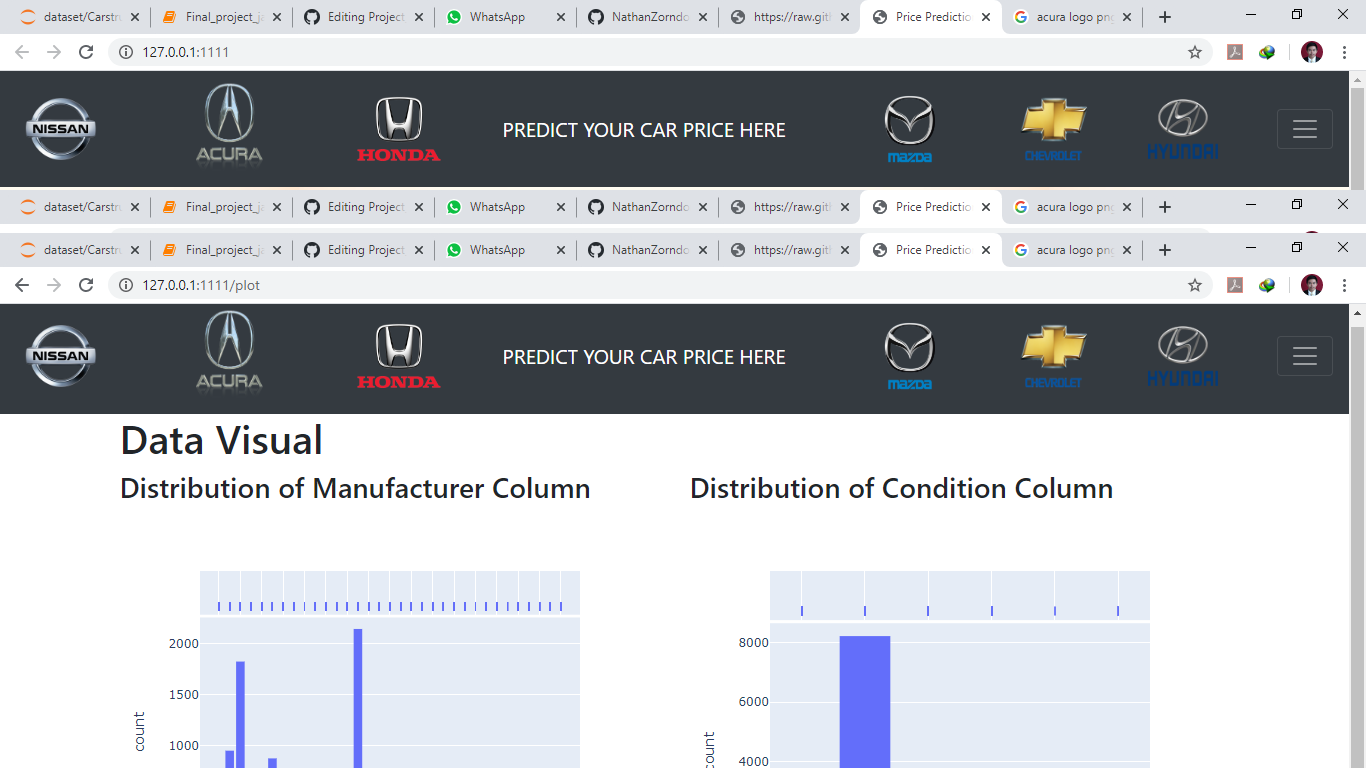 dataset/Carstru Final_project_ja Editing Project WhatsApp NathanZorndo https://raw.gith Price Predictio acura logo png
127.0.0.1:1111
NISSAN ACURA HONDA PREDICT YOUR CAR PRICE HERE mazda CHEVROLET HYUNDAI
dataset/Carstru Final_project_ja Editing Project WhatsApp NathanZorndo https://raw.gith Price Predictio acura logo png
dataset/Carstru Final_project_ja Editing Project WhatsApp NathanZorndo https://raw.gith Price Predictio acura logo png
127.0.0.1:1111/plot
NISSAN ACURA HONDA PREDICT YOUR CAR PRICE HERE mazda CHEVROLET HYUNDAI
Data Visual
Distribution of Manufacturer Column Distribution of Condition Column
2000 8000
1500 6000
1000 4000
count count